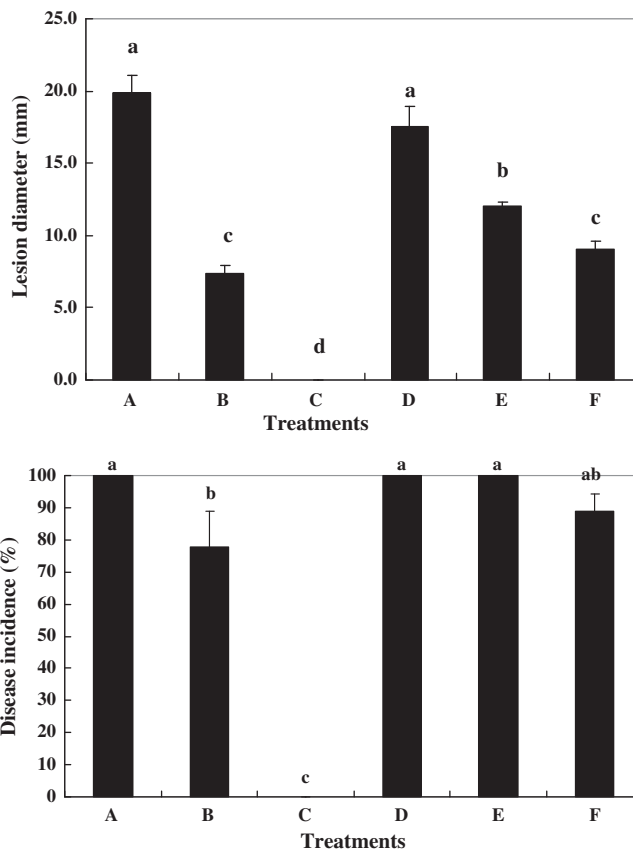 25.0
20.0
15.0
10.0
5.0
0.0
Lesion diameter (mm)
a
c
d
a
b
c
A B C D E F
Treatments
100
90
80
70
60
50
40
30
20
10
0
Disease incidence (%)
a
b
c
a
a
ab
A B C D E F
Treatments